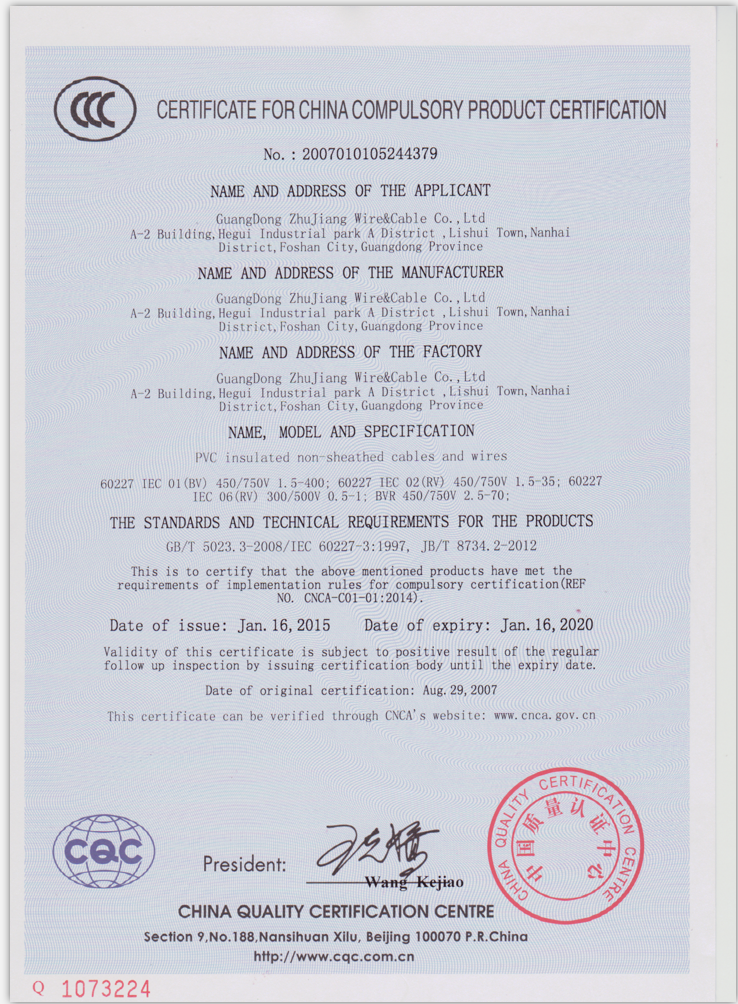 CCC
CERTIFICATE FOR CHINA COMPULSORY PRODUCT CERTIFICATION
No.: 2007010105244379
NAME AND ADDRESS OF THE APPLICANT
GuangDong ZhuJiang Wire&Cable Co.,Ltd
A-2 Building,Hegui Industrial park A District ,Lishui Town,Nanhai
District,Foshan City,Guangdong Province
NAME AND ADDRESS OF THE MANUFACTURER
GuangDong ZhuJiang Wire&Cable Co.,Ltd
A-2 Building,Hegui Industrial park A District ,Lishui Town,Nanhai
District,Foshan City,Guangdong Province
NAME AND ADDRESS OF THE FACTORY
GuangDong ZhuJiang Wire&Cable Co.,Ltd
A-2 Building,Hegui Industrial park A District ,Lishui Town,Nanhai
District,Foshan City,Guangdong Province
NAME, MODEL AND SPECIFICATION
PVC insulated non-sheathed cables and wires
60227 IEC 01(BV) 450/750V 1.5-400; 60227 IEC 02(RV) 450/750V 1.5-35; 60227
IEC 06(RV) 300/500V 0.5-1; BVR 450/750V 2.5-70;
THE STANDARDS AND TECHNICAL REQUIREMENTS FOR THE PRODUCTS
GB/T 5023.3-2008/IEC 60227-3:1997, JB/T 8734.2-2012
This is to certify that the above mentioned products have met the
requirements of implementation rules for compulsory certification(REF
NO. CNCA-C01-01:2014).
Date of issue: Jan.16,2015 Date of expiry: Jan.16,2020
Validity of this certificate is subject to positive result of the regular
follow up inspection by issuing certification body until the expiry date.
Date of original certification: Aug.29,2007
This certificate can be verified through CNCA's website: www.cnca.gov.cn
CQC
President:
Wang Kejiao
CHINA QUALITY CERTIFICATION CENTRE
中国质量认证中心
CHINA QUALITY CERTIFICATION CENTRE
Section 9,No.188,Nansihuan Xilu, Beijing 100070 P.R.China
http://www.cqc.com.cn
Q 1073224